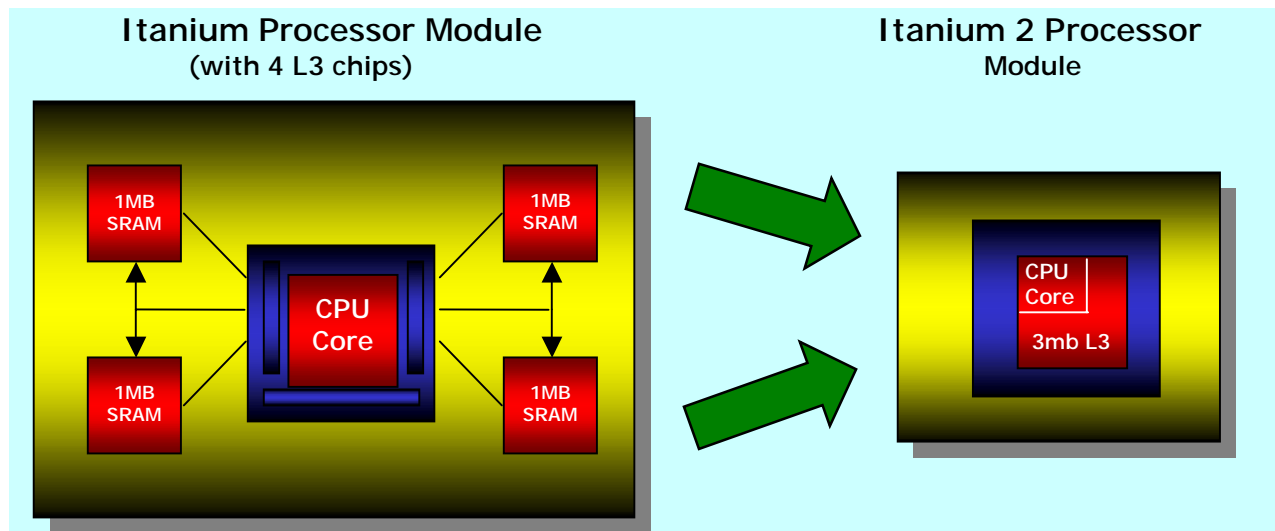 Itanium Processor Module
(with 4 L3 chips)
Itanium 2 Processor
Module
1MB
SRAM
1MB
SRAM
CPU
Core
1MB
SRAM
1MB
SRAM
CPU
Core
3mb L3